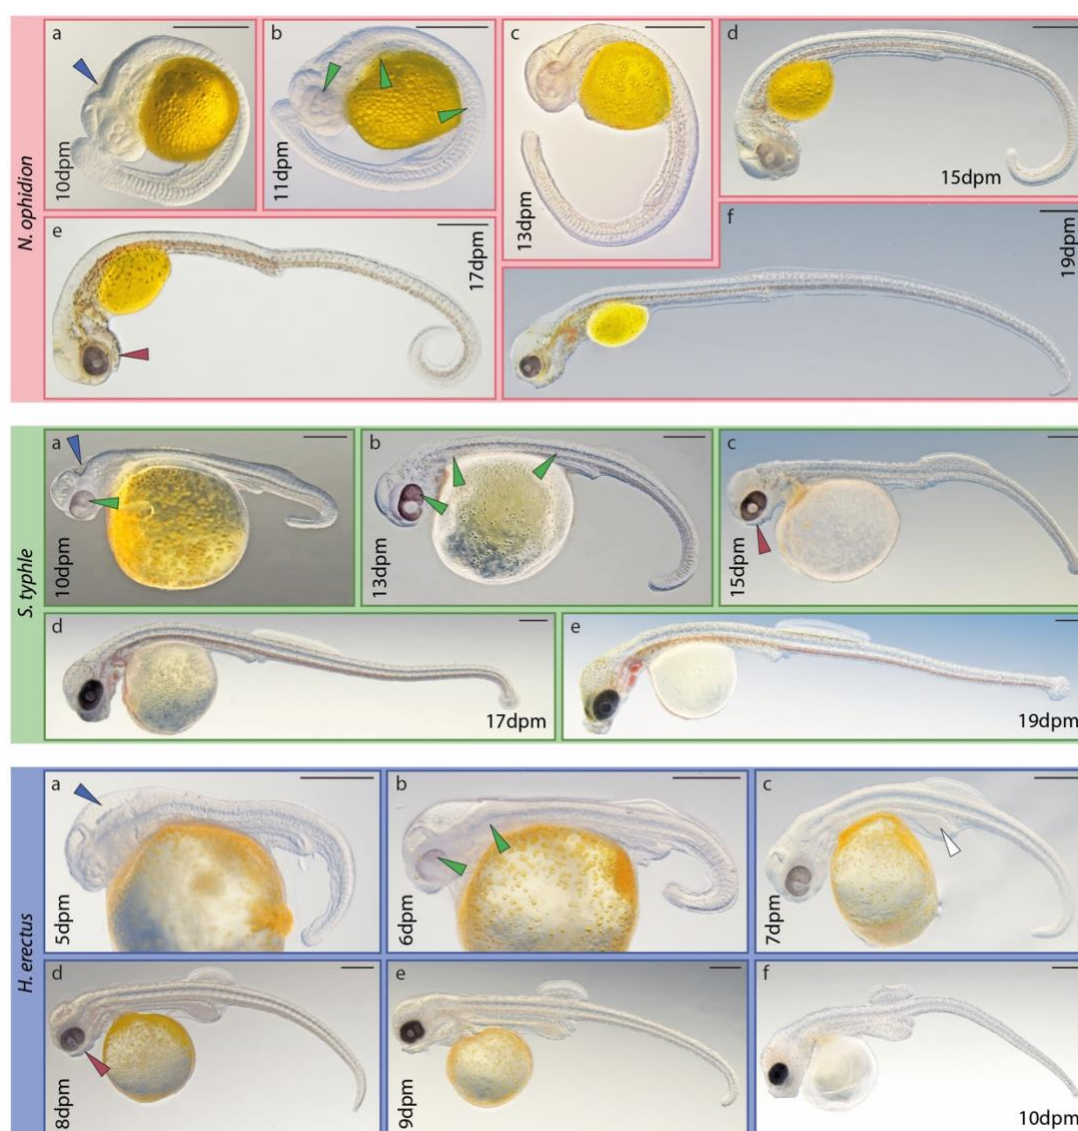 N. ophidion
a
10dpm
b
11dpm
c
13dpm
d
15dpm
e
17dpm
f
19dpm
S. typhle
a
10dpm
b
13dpm
c
15dpm
d
17dpm
e
19dpm
H. erectus
a
5dpm
b
6dpm
c
7dpm
d
8dpm
e
9dpm
f
10dpm